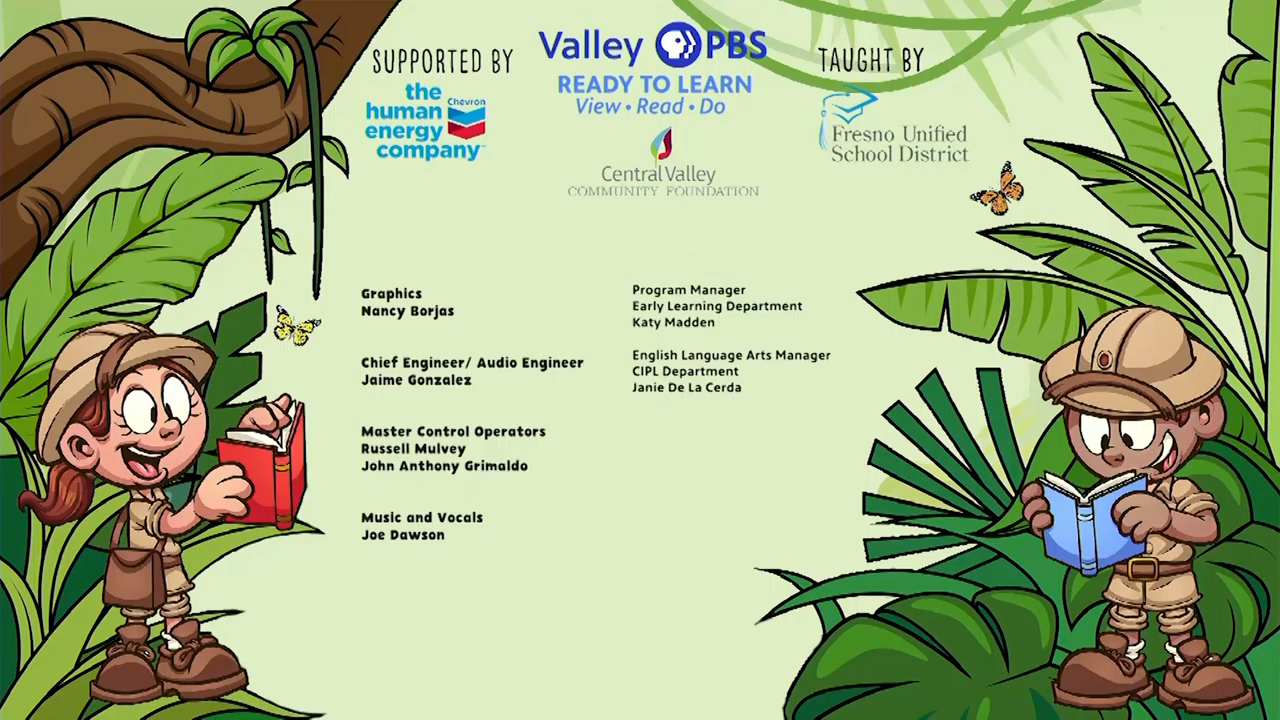 SUPPORTED BY
the
human
energy
company™
Chevron
Valley PBS
READY TO LEARN
View • Read • Do
Central Valley
COMMUNITY FOUNDATION
TAUGHT BY
Fresno Unified
School District
Graphics
Nancy Borjas
Chief Engineer/ Audio Engineer
Jaime Gonzalez
Master Control Operators
Russell Mulvey
John Anthony Grimaldo
Music and Vocals
Joe Dawson
Program Manager
Early Learning Department
Katy Madden
English Language Arts Manager
CIPL Department
Janie De La Cerda